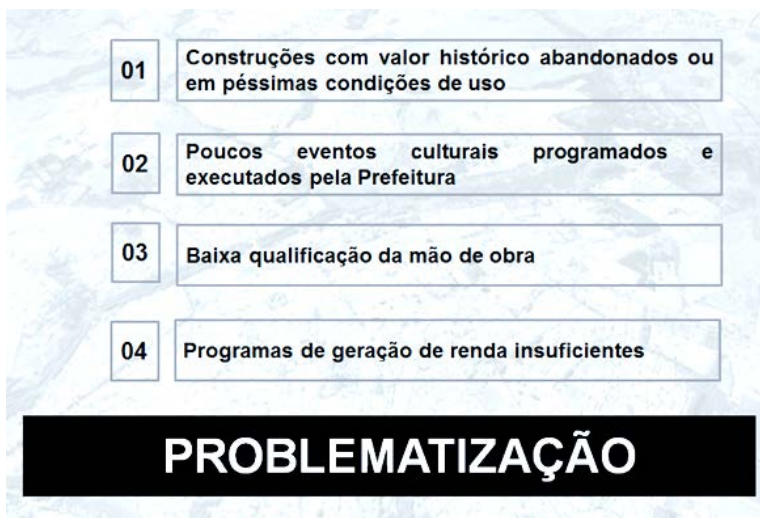 01
Construções com valor histórico abandonados ou
em péssimas condições de uso
02
Poucos eventos culturais programados e
executados pela Prefeitura
03
Baixa qualificação da mão de obra
04
Programas de geração de renda insuficientes
PROBLEMATIZAÇÃO